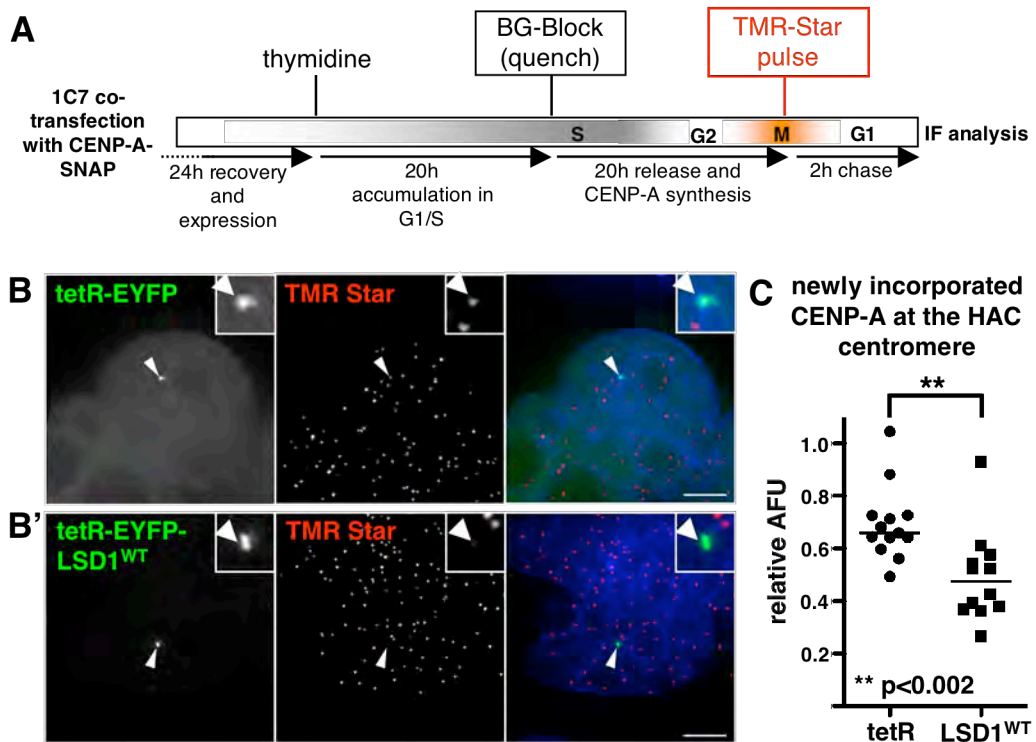 A
1C7 co-
transfection
with CENP-A-
SNAP
thymidine
BG-Block
(quench)
TMR-Star
pulse
S
G2
M
G1
IF analysis
24h recovery
and
expression
20h
accumulation in
G1/S
20h release and
CENP-A synthesis
2h chase
B
tetR-EYFP
TMR Star
B'
tetR-EYFP-
LSD1WT
TMR Star
C
newly incorporated
CENP-A at the HAC
centromere
**
relative AFU
1.0
0.8
0.6
0.4
0.2
** p<0.002
tetR
LSD1WT